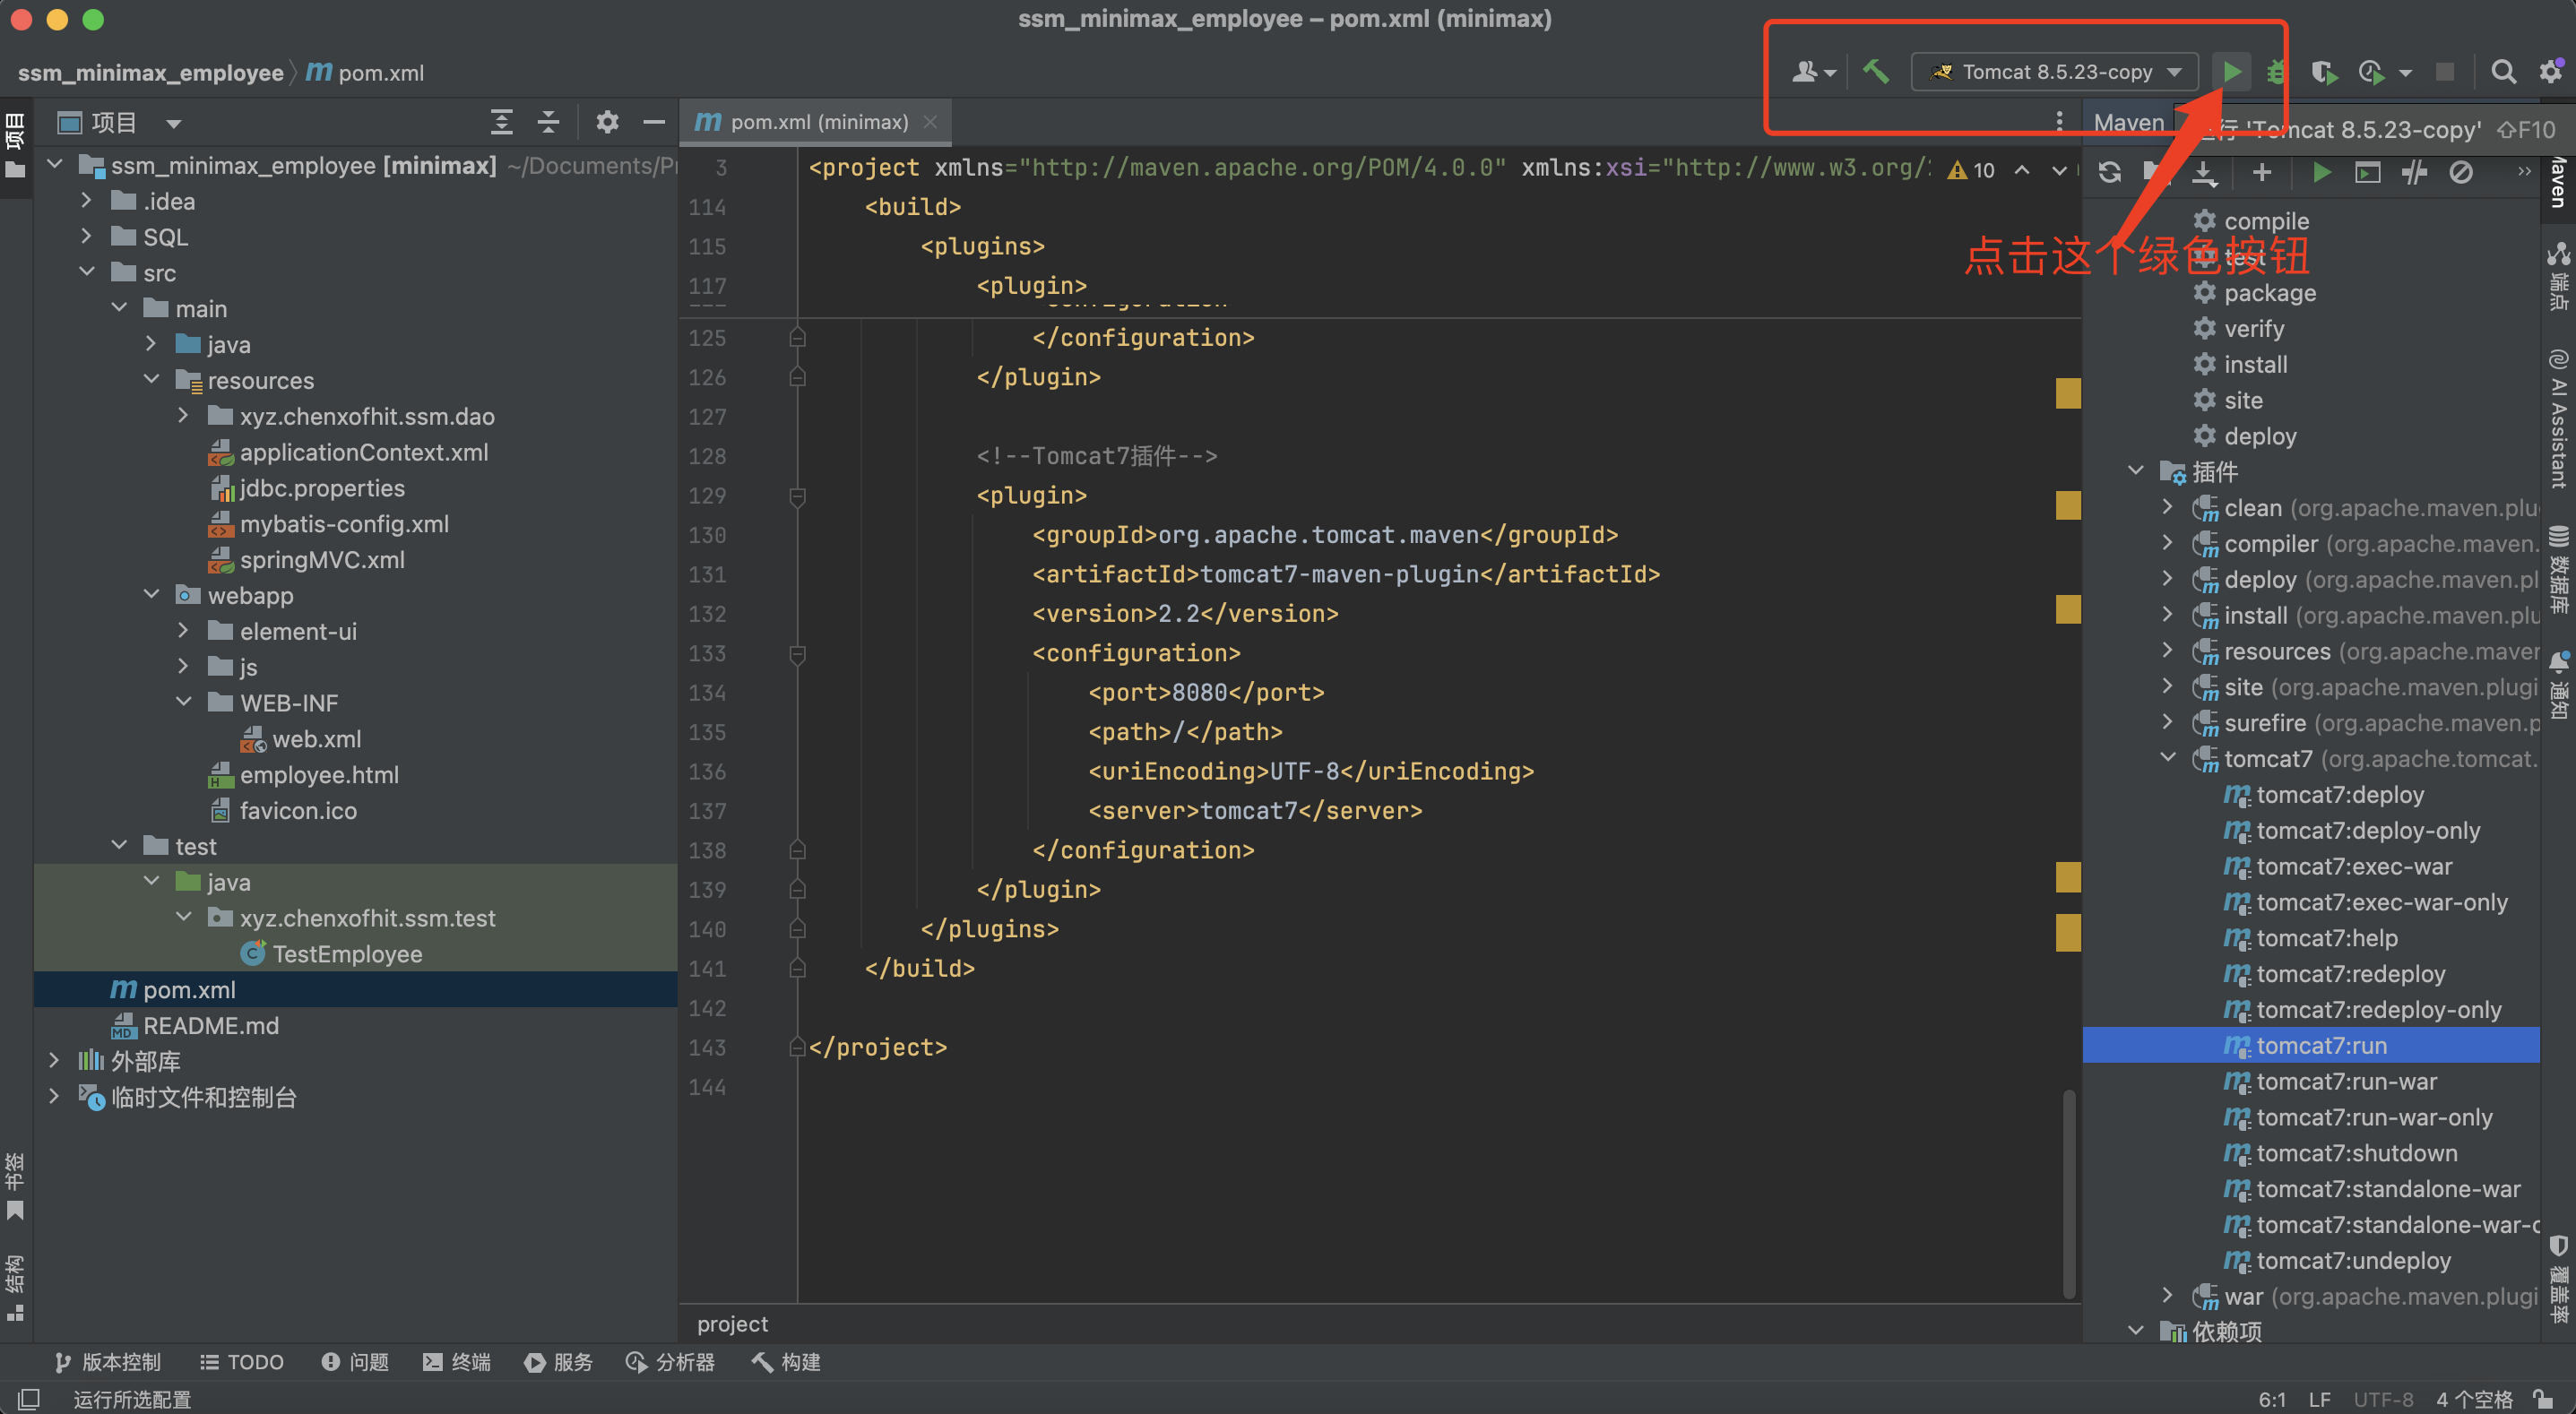 ssm_minimax_employee – pom.xml (minimax)
ssm_minimax_employee
pom.xml
Tomcat 8.5.23-copy
项目
项目
pom.xml (minimax)
Maven
'Tomcat 8.5.23-copy' ⇧F10
点击这个绿色按钮
ssm_minimax_employee [minimax] ~/Documents/P
.idea
SQL
src
main
java
resources
xyz.chenxofhit.ssm.dao
applicationContext.xml
jdbc.properties
mybatis-config.xml
springMVC.xml
webapp
element-ui
js
WEB-INF
web.xml
employee.html
favicon.ico
test
java
xyz.chenxofhit.ssm.test
TestEmployee
pom.xml
README.md
外部库
临时文件和控制台
书签
结构
3 <project xmlns="http://maven.apache.org/POM/4.0.0" xmlns:xsi="http://www.w3.org/
10
114 <build>
115 <plugins>
117 <plugin>
125 </configuration>
126 </plugin>
127
128 <!--Tomcat7插件-->
129 <plugin>
130 <groupId>org.apache.tomcat.maven</groupId>
131 <artifactId>tomcat7-maven-plugin</artifactId>
132 <version>2.2</version>
133 <configuration>
134 <port>8080</port>
135 <path>/</path>
136 <uriEncoding>UTF-8</uriEncoding>
137 <server>tomcat7</server>
138 </configuration>
139 </plugin>
140 </plugins>
141 </build>
142
143 </project>
144
project
compile
test
package
verify
install
site
deploy
插件
clean (org.apache.maven.plu
compiler (org.apache.maven.
deploy (org.apache.maven.pl
install (org.apache.maven.plu
resources (org.apache.maver
site (org.apache.maven.plugi
surefire (org.apache.maven.p
tomcat7 (org.apache.tomcat.
tomcat7:deploy
tomcat7:deploy-only
tomcat7:exec-war
tomcat7:exec-war-only
tomcat7:help
tomcat7:redeploy
tomcat7:redeploy-only
tomcat7:run
tomcat7:run-war
tomcat7:run-war-only
tomcat7:shutdown
tomcat7:standalone-war
tomcat7:standalone-war-o
tomcat7:undeploy
war (org.apache.maven.plugi
依赖项
Maven
端点
AI Assistant
数据库
通知
覆盖率
版本控制 TODO 问题 终端 服务 分析器 构建
运行所选配置
6:1 LF UTF-8 4 个空格